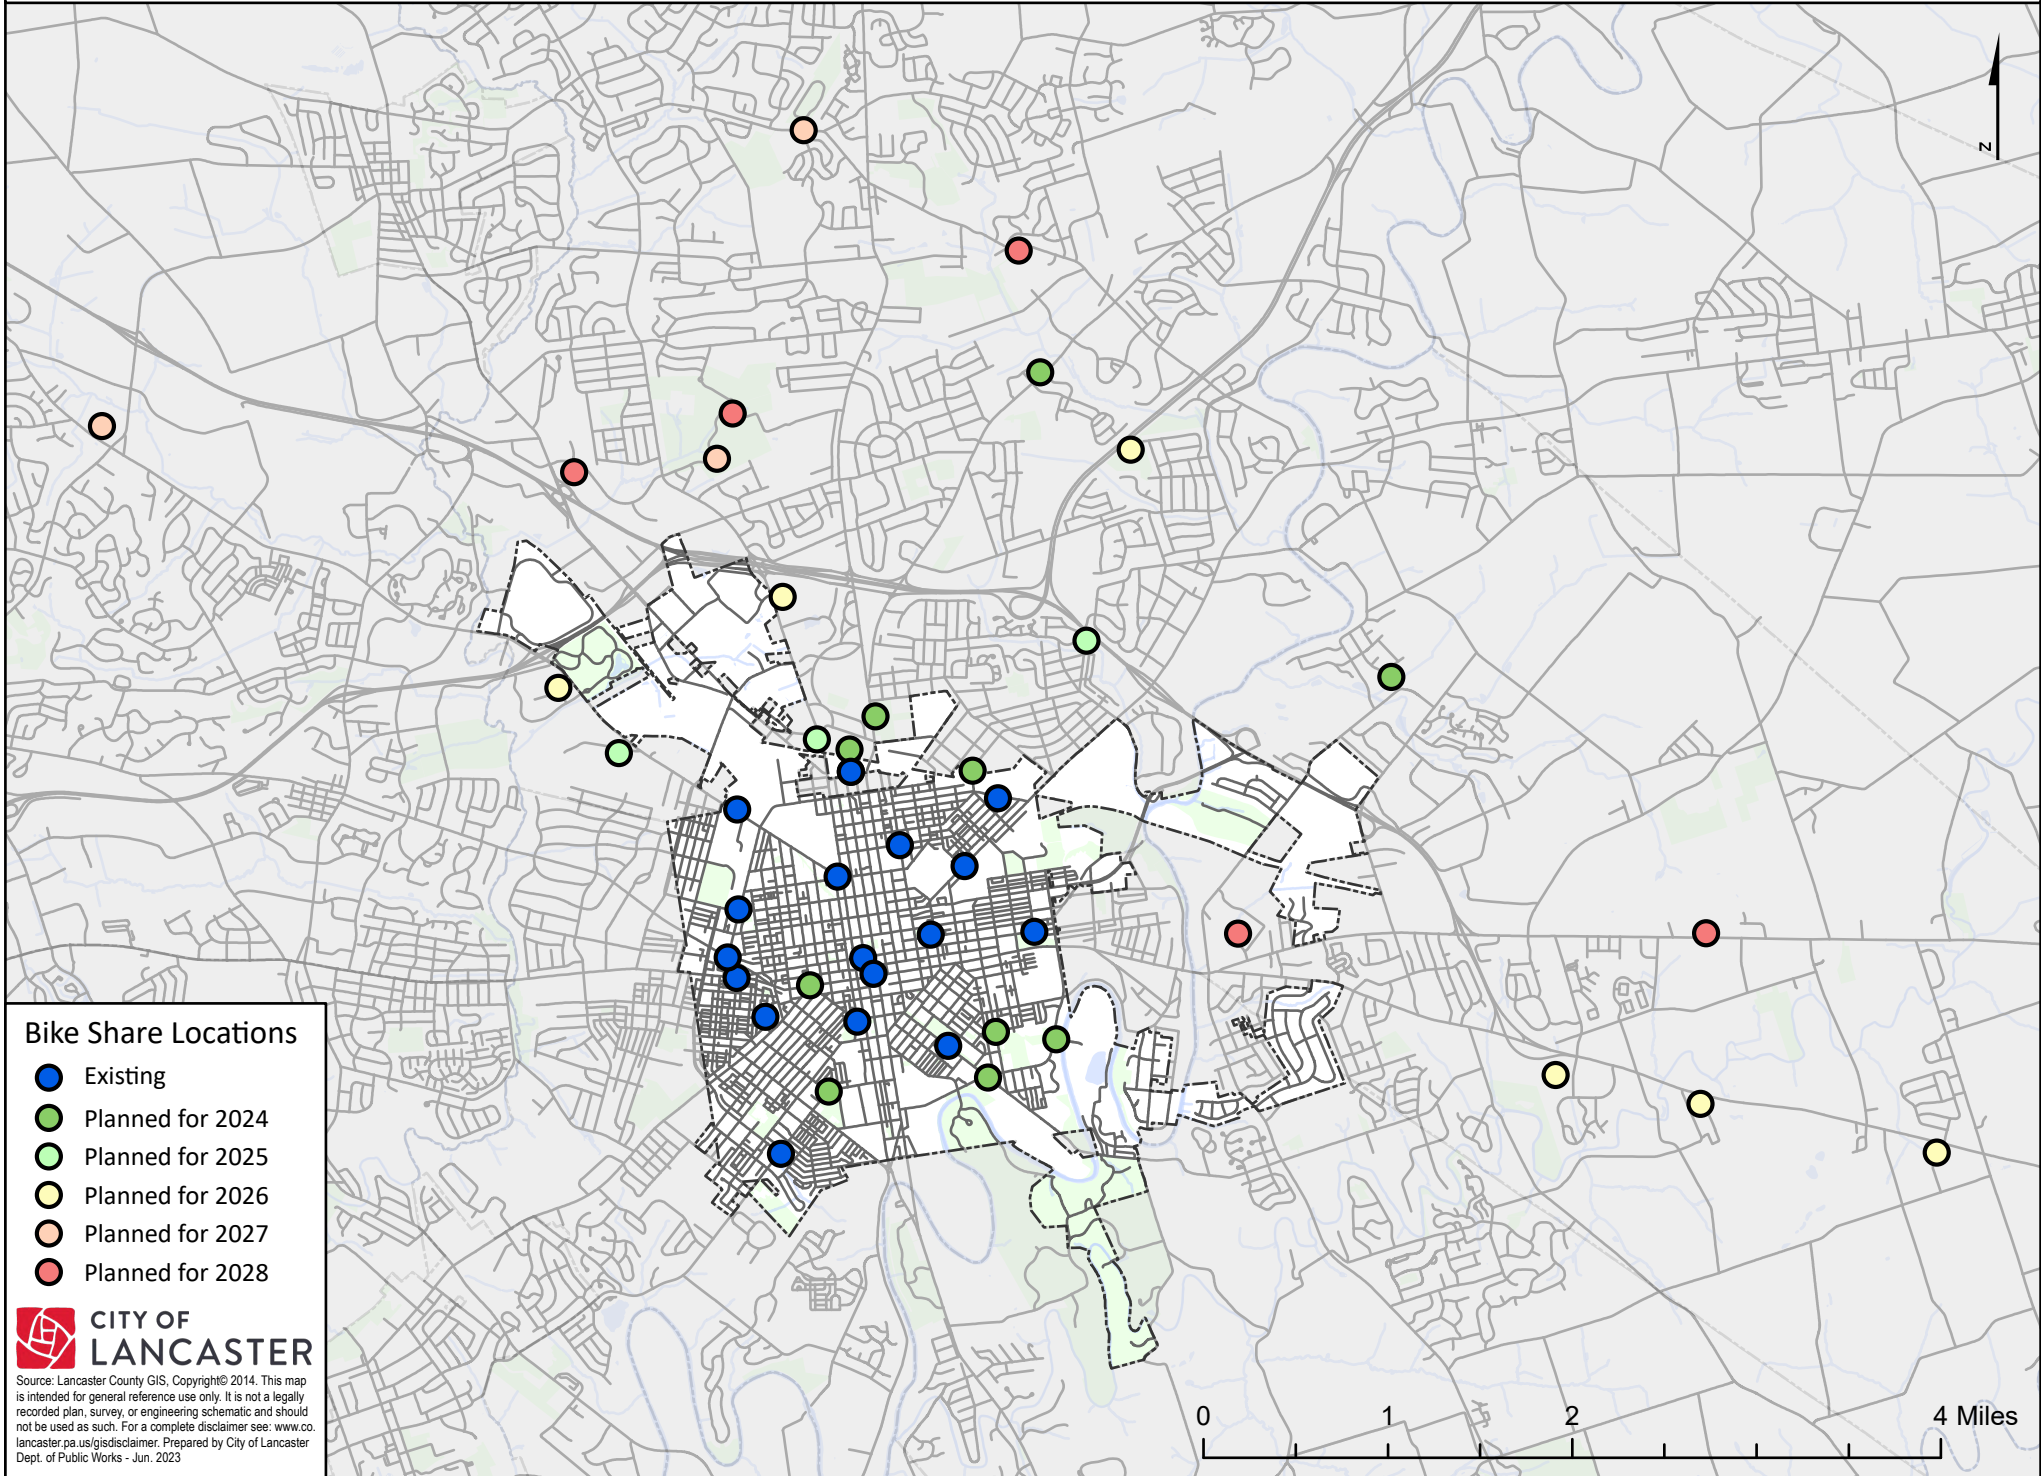 N
Bike Share Locations
Existing
Planned for 2024
Planned for 2025
Planned for 2026
Planned for 2027
Planned for 2028
CITY OF
LANCASTER
Source: Lancaster County GIS, Copyright© 2014. This map
is intended for general reference use only. It is not a legally
recorded plan, survey, or engineering schematic and should
not be used as such. For a complete disclaimer see: www.co.
lancaster.pa.us/gisdisclaimer. Prepared by City of Lancaster
Dept. of Public Works - Jun. 2023
0 1 2 4 Miles